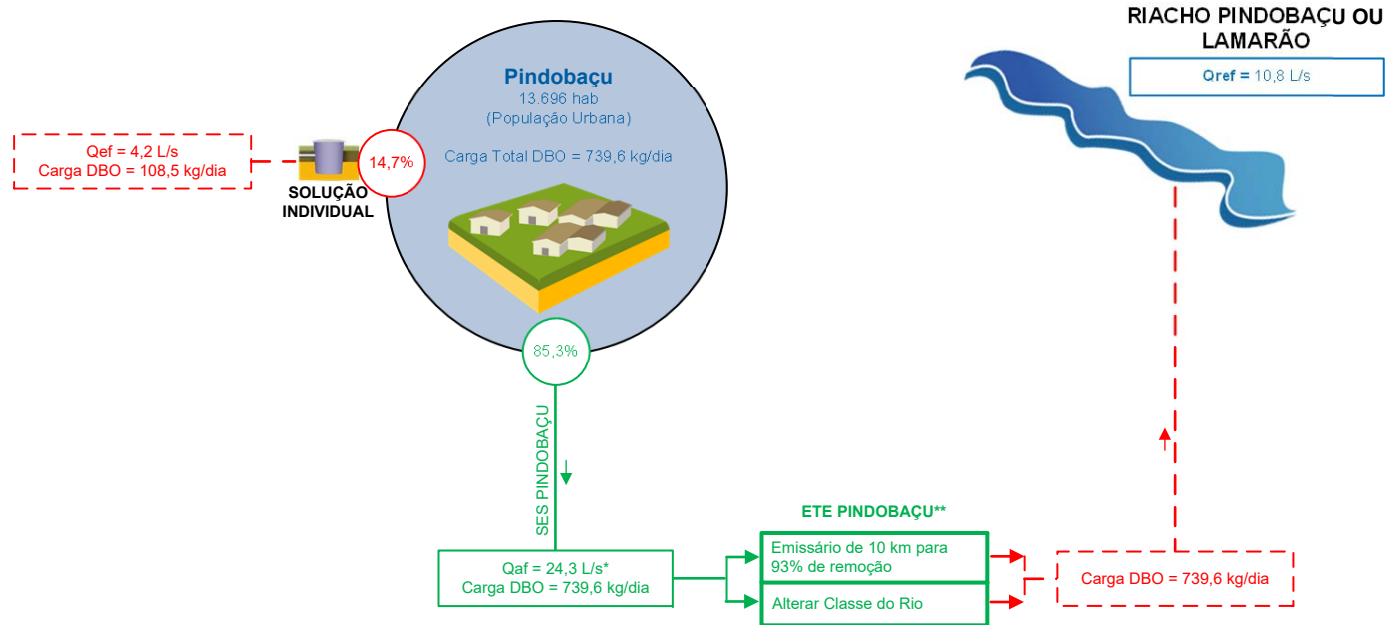 RIACHO PINDOBAÇU OU
LAMARÃO
Qref = 10,8 L/s
Pindobaçu
13.696 hab
(População Urbana)
Carga Total DBO = 739,6 kg/dia
Qef = 4,2 L/s
Carga DBO = 108,5 kg/dia
14,7%
SOLUÇÃO
INDIVIDUAL
85,3%
SES PINDOBAÇU
ETE PINDOBAÇU**
Qaf = 24,3 L/s*
Carga DBO = 739,6 kg/dia
Emissário de 10 km para
93% de remoção
Alterar Classe do Rio
Carga DBO = 739,6 kg/dia